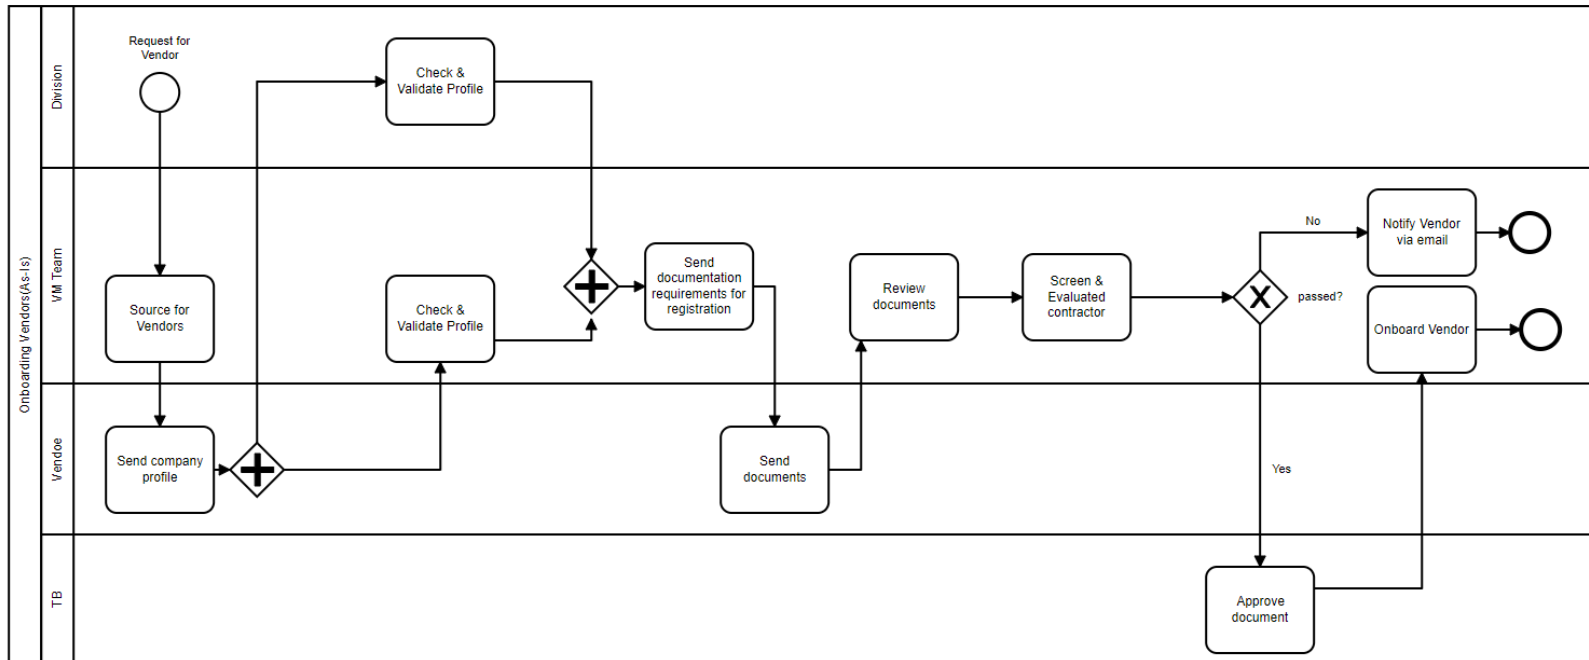 Onboarding Vendors(As-Is)
Division
Request for
Vendor
Check &
Validate Profile
VM Team
Source for
Vendors
Check &
Validate Profile
Send
documentation
requirements for
registration
Review
documents
Screen &
Evaluated
contractor
passed?
No
Notify Vendor
via email
Onboard Vendor
Vendoe
Send company
profile
Send
documents
Yes
TB
Approve
document